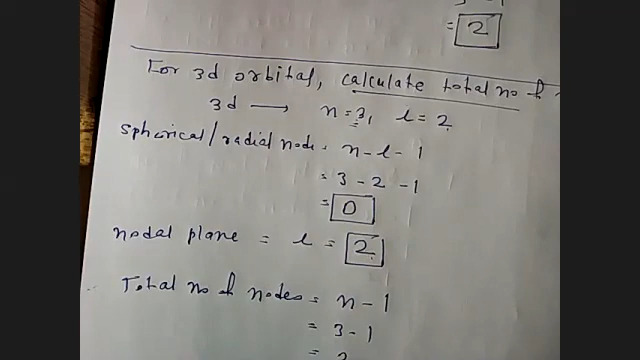 = 2
For 3d orbital, calculate total no of
3d → n = 3, l = 2
Spherical/radial node = n - l - 1
= 3 - 2 - 1
= 0
nodal plane = l = 2
Total no of nodes = n - 1
= 3 - 1
= 2